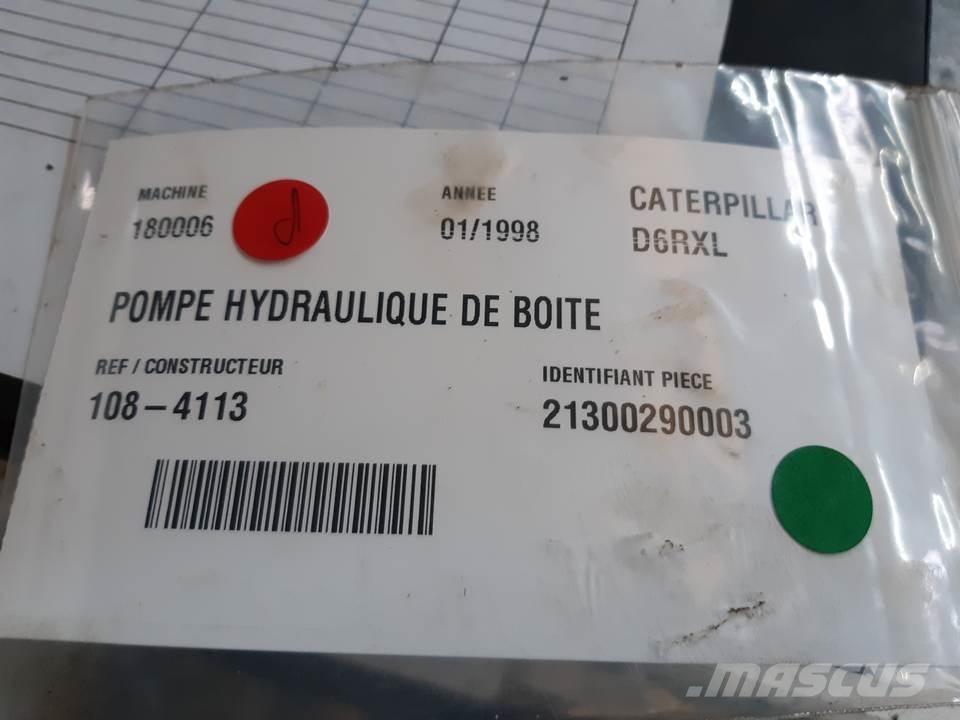 MACHINE
180006
ANNEE
01/1998
CATERPILLAR
D6RXL
POMPE HYDRAULIQUE DE BOITE
REF / CONSTRUCTEUR
108-4113
IDENTIFIANT PIECE
21300290003
MASCUS